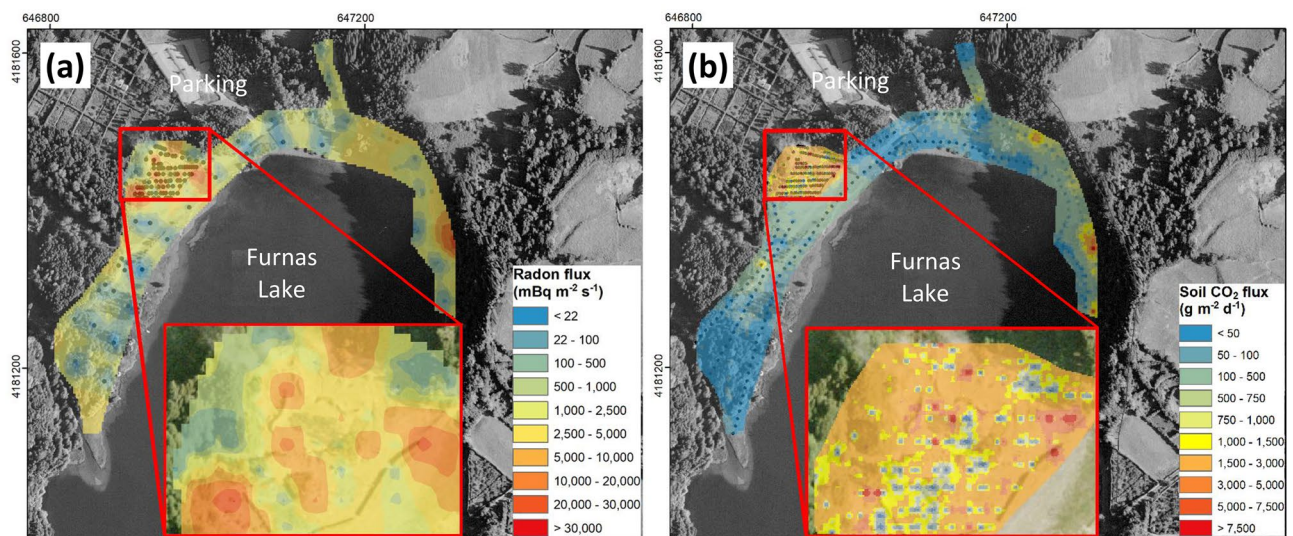 646800
647200
4181600
4181200
(a)
Parking
Furnas
Lake
Radon flux
(mBq m⁻² s⁻¹)
< 22
22 - 100
100 - 500
500 - 1,000
1,000 - 2,500
2,500 - 5,000
5,000 - 10,000
10,000 - 20,000
20,000 - 30,000
> 30,000
646800
647200
4181600
4181200
(b)
Parking
Furnas
Lake
Soil CO₂ flux
(g m⁻² d⁻¹)
< 50
50 - 100
100 - 500
500 - 750
750 - 1,000
1,000 - 1,500
1,500 - 3,000
3,000 - 5,000
5,000 - 7,500
> 7,500